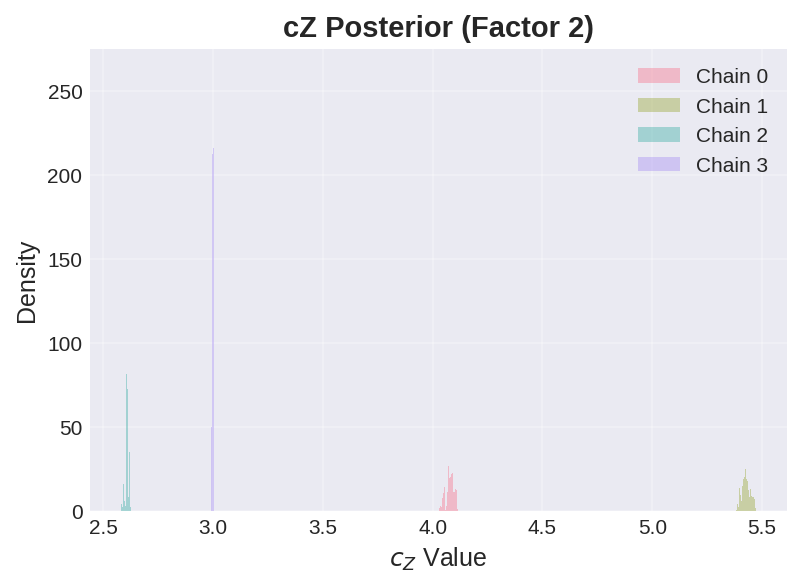 cZ Posterior (Factor 2)
Chain 0
Chain 1
Chain 2
Chain 3
Density
250
200
150
100
50
0
2.5 3.0 3.5 4.0 4.5 5.0 5.5
cZ Value